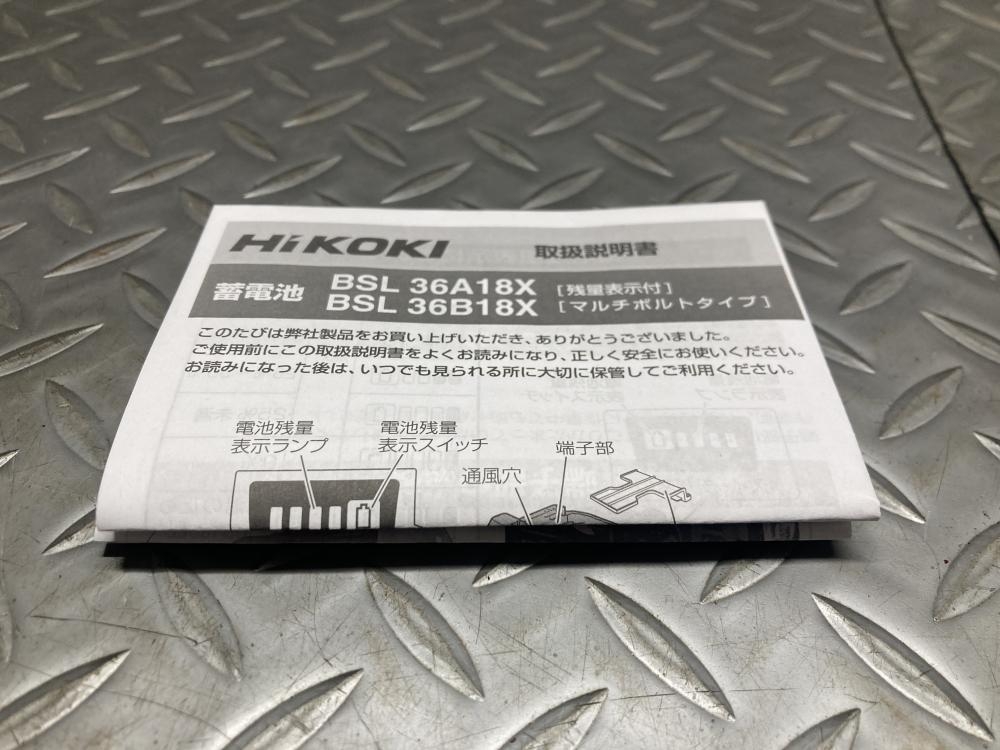 HiKOKI 取扱説明書
蓄電池 BSL 36A18X [残量表示付]
BSL 36B18X [マルチボルトタイプ]
このたびは弊社製品をお買い上げいただき、ありがとうございました。
ご使用前にこの取扱説明書をよくお読みになり、正しく安全にお使いください。
お読みになった後は、いつでも見られる所に大切に保管してご利用ください。
電池残量
表示ランプ
電池残量
表示スイッチ
端子部
通風穴